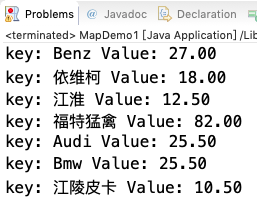 Problems @ Javadoc Declaration
<terminated> MapDemo1 [Java Application] /Lib
key: Benz Value: 27.00
key: 依维柯 Value: 18.00
key: 江淮 Value: 12.50
key: 福特猛禽 Value: 82.00
key: Audi Value: 25.50
key: Bmw Value: 25.50
key: 江陵皮卡 Value: 10.50